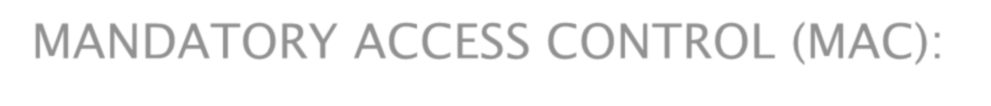 MANDATORY ACCESS CONTROL (MAC):